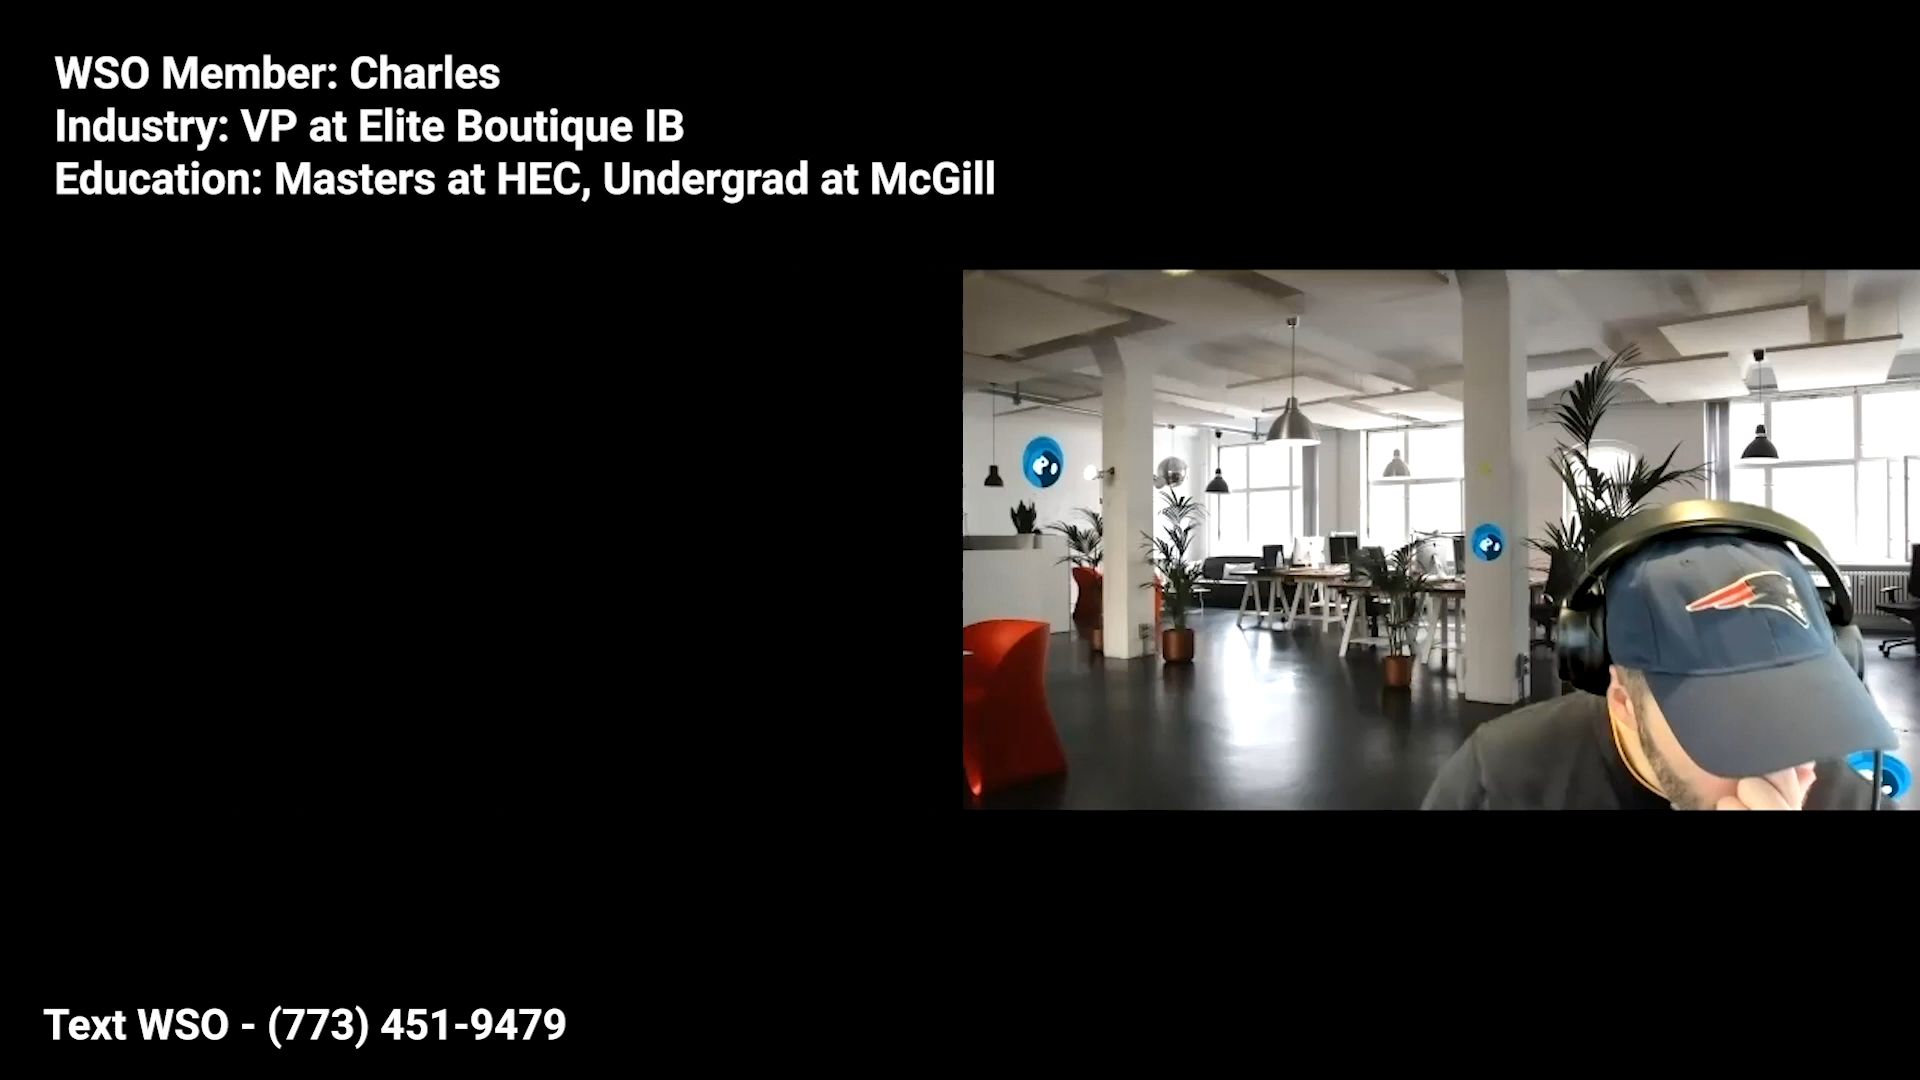 WSO Member: Charles
Industry: VP at Elite Boutique IB
Education: Masters at HEC, Undergrad at McGill
Text WSO - (773) 451-9479